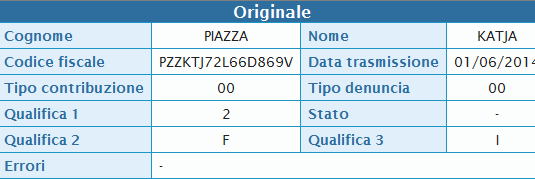 Originale
Cognome PIAZZA Nome KATJA
Codice fiscale PZZKTJ72L66D869V Data trasmissione 01/06/2014
Tipo contribuzione 00 Tipo denuncia 00
Qualifica 1 2 Stato -
Qualifica 2 F Qualifica 3 I
Errori -